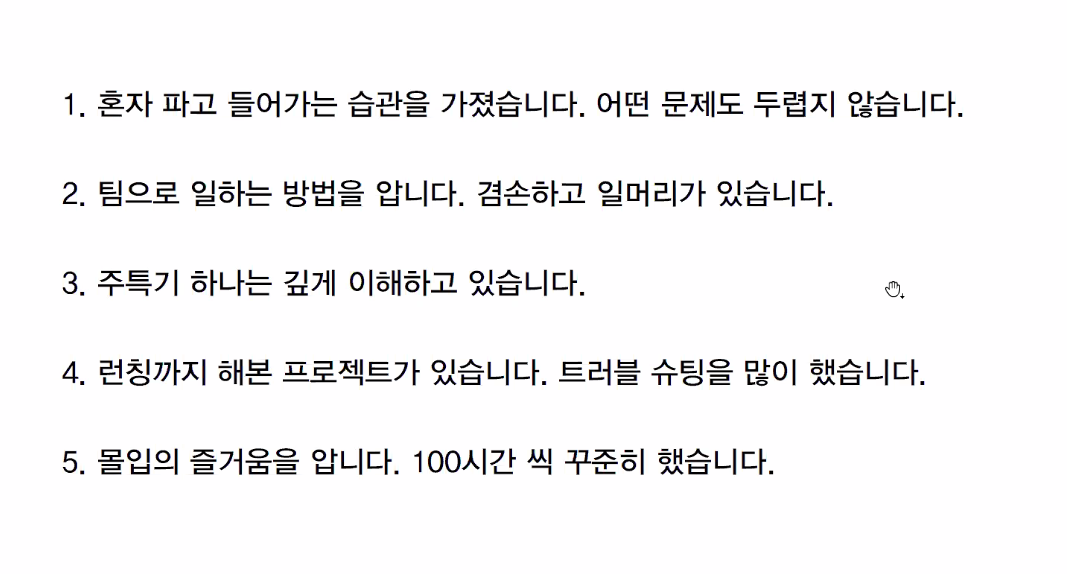 1. 혼자 파고 들어가는 습관을 가졌습니다. 어떤 문제도 두렵지 않습니다.
2. 팀으로 일하는 방법을 압니다. 겸손하고 일머리가 있습니다.
3. 주특기 하나는 깊게 이해하고 있습니다.
4. 런칭까지 해본 프로젝트가 있습니다. 트러블 슈팅을 많이 했습니다.
5. 몰입의 즐거움을 압니다. 100시간 씩 꾸준히 했습니다.